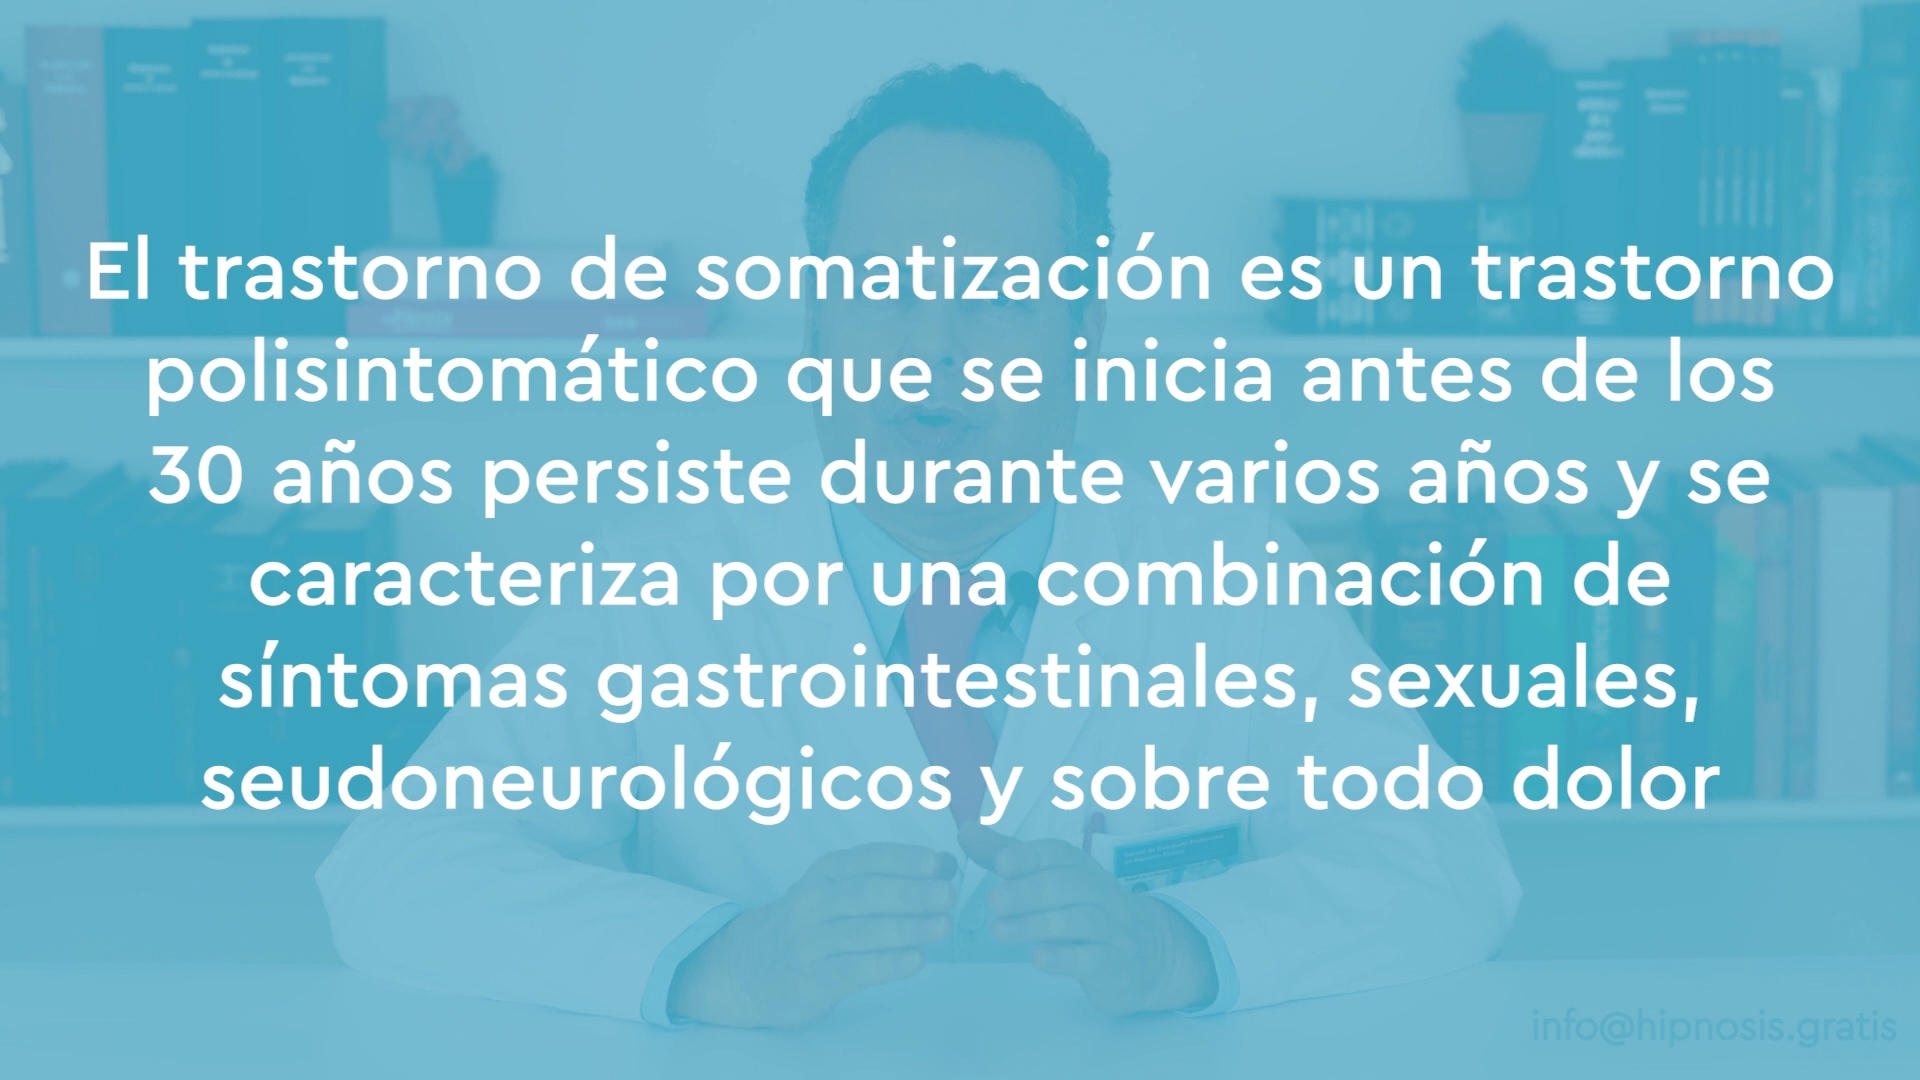 El trastorno de somatización es un trastorno
polisintomático que se inicia antes de los
30 años persiste durante varios años y se
caracteriza por una combinación de
síntomas gastrointestinales, sexuales,
seudoneurológicos y sobre todo dolor
info@hipnosis.gratis